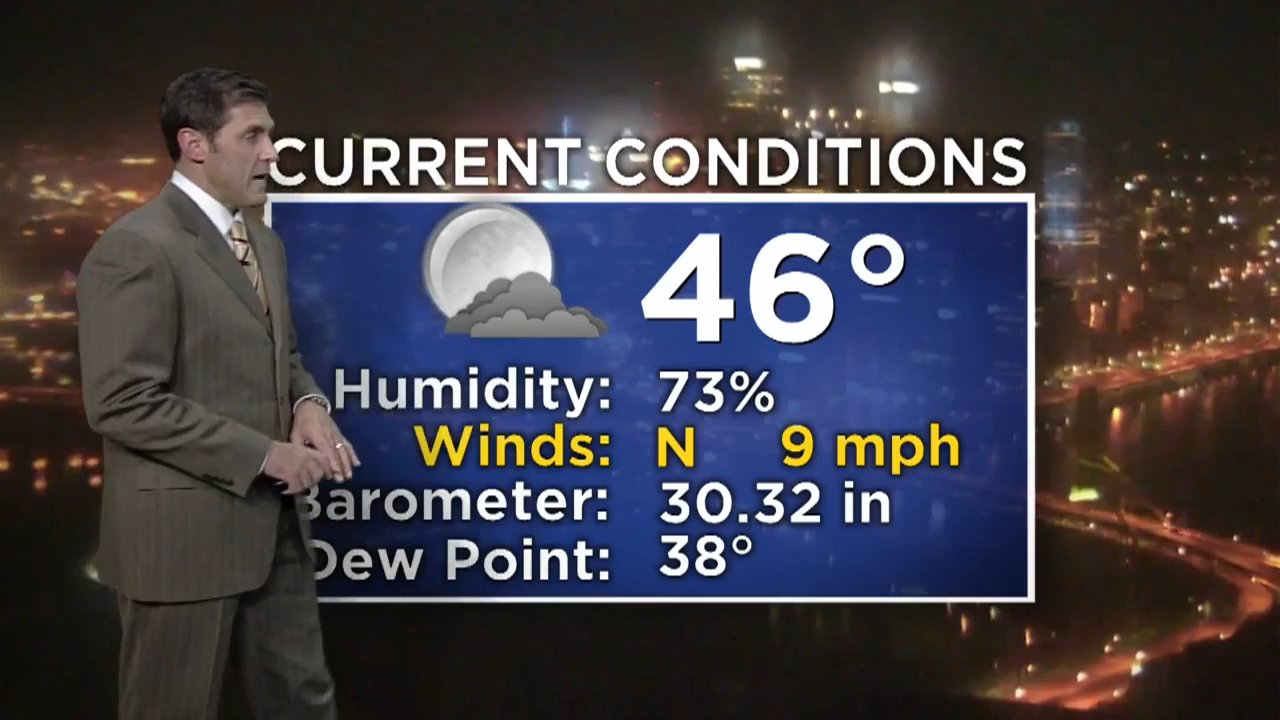 CURRENT CONDITIONS
46°
Humidity: 73%
Winds: N 9 mph
Barometer: 30.32 in
Dew Point: 38°